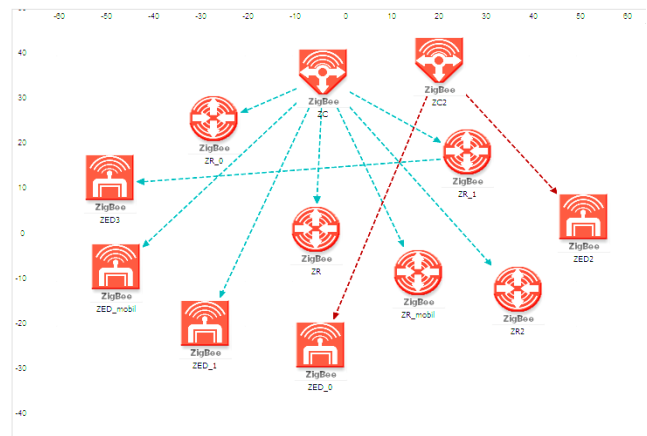 -60 -50 -40 -30 -20 -10 0 10 20 30 40 50 60
40
30
20
10
0
-10
-20
-30
-40
ZigBee
ZC
ZigBee
ZC2
ZigBee
ZR_0
ZigBee
ZR_1
ZigBee
ZED3
ZigBee
ZED2
ZigBee
ZR
ZigBee
ZED_mobil
ZigBee
ZR_mobil
ZigBee
ZR2
ZigBee
ZED_1
ZigBee
ZED_0